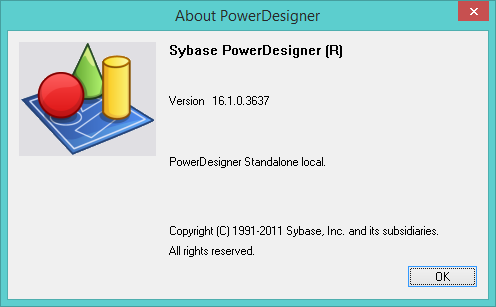 About PowerDesigner
Sybase PowerDesigner (R)
Version 16.1.0.3637
PowerDesigner Standalone local.
Copyright (C) 1991-2011 Sybase, Inc. and its subsidiaries.
All rights reserved.
OK